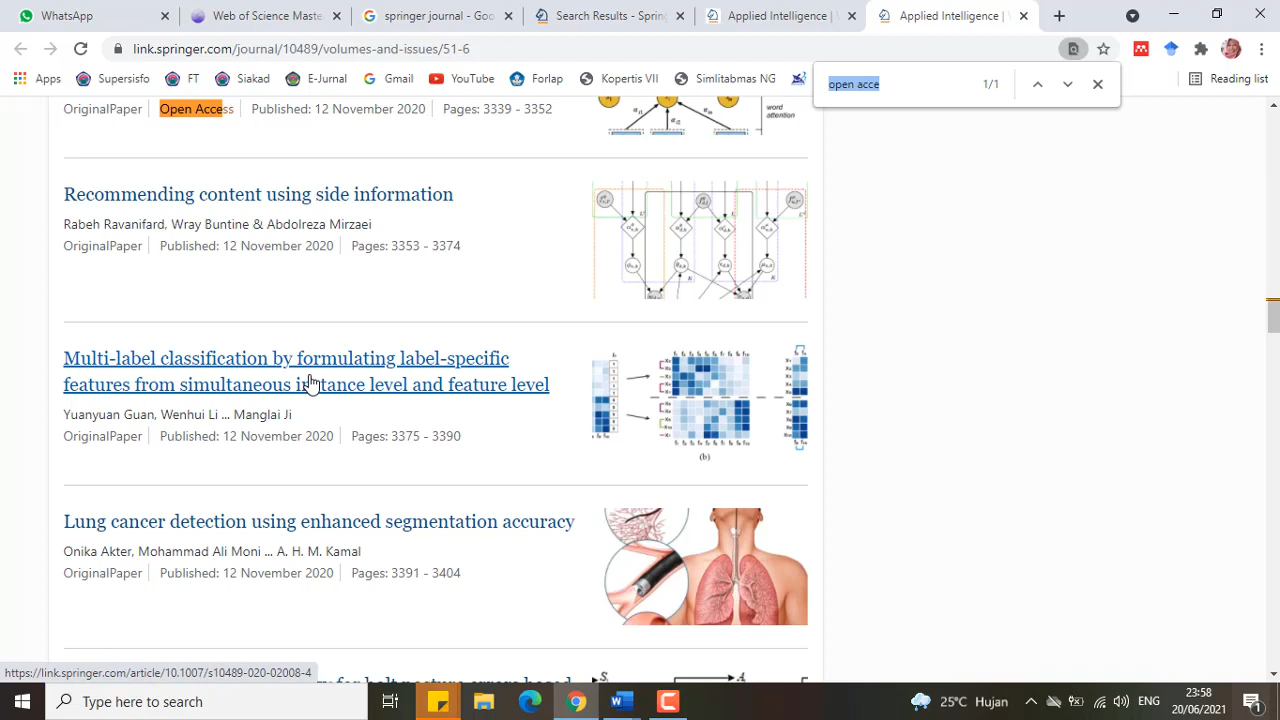 WhatsApp
Web of Science Maste
springer journal - Goo
Search Results - Spring
Applied Intelligence | V
Applied Intelligence | V
link.springer.com/journal/10489/volumes-and-issues/51-6
Apps
Supersisfo
FT
Siakad
E-Jurnal
Gmail
YouTube
Forlap
Kopertis VII
Simlitabmas NG
Reading list
open acce
1/1
OriginalPaper
Open Access
Published: 12 November 2020
Pages: 3339 - 3352
word
attention
Recommending content using side information
Rabeh Ravanifard, Wray Buntine & Abdolreza Mirzaei
OriginalPaper
Published: 12 November 2020
Pages: 3353 - 3374
Multi-label classification by formulating label-specific
features from simultaneous instance level and feature level
Yuanyuan Guan, Wenhui Li ... Manglai Ji
OriginalPaper
Published: 12 November 2020
Pages: 3375 - 3390
(b)
Lung cancer detection using enhanced segmentation accuracy
Onika Akter, Mohammad Ali Moni ... A. H. M. Kamal
OriginalPaper
Published: 12 November 2020
Pages: 3391 - 3404
https://link.springer.com/article/10.1007/s10489-020-02008-4
Type here to search
25°C Hujan
ENG
23:58
20/06/2021
1